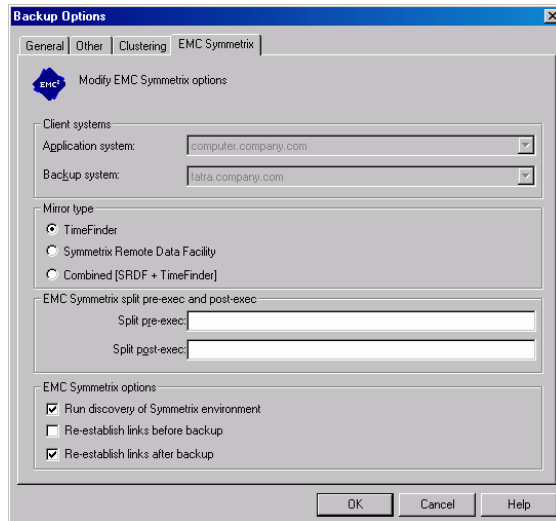 Backup Options
General Other Clustering EMC Symmetrix
EMC²
Modify EMC Symmetrix options
Client systems
Application system: computer.company.com
Backup system: tatra.company.com
Mirror type
TimeFinder
Symmetrix Remote Data Facility
Combined [SRDF + TimeFinder]
EMC Symmetrix split pre-exec and post-exec
Split pre-exec:
Split post-exec:
EMC Symmetrix options
Run discovery of Symmetrix environment
Re-establish links before backup
Re-establish links after backup
OK Cancel Help